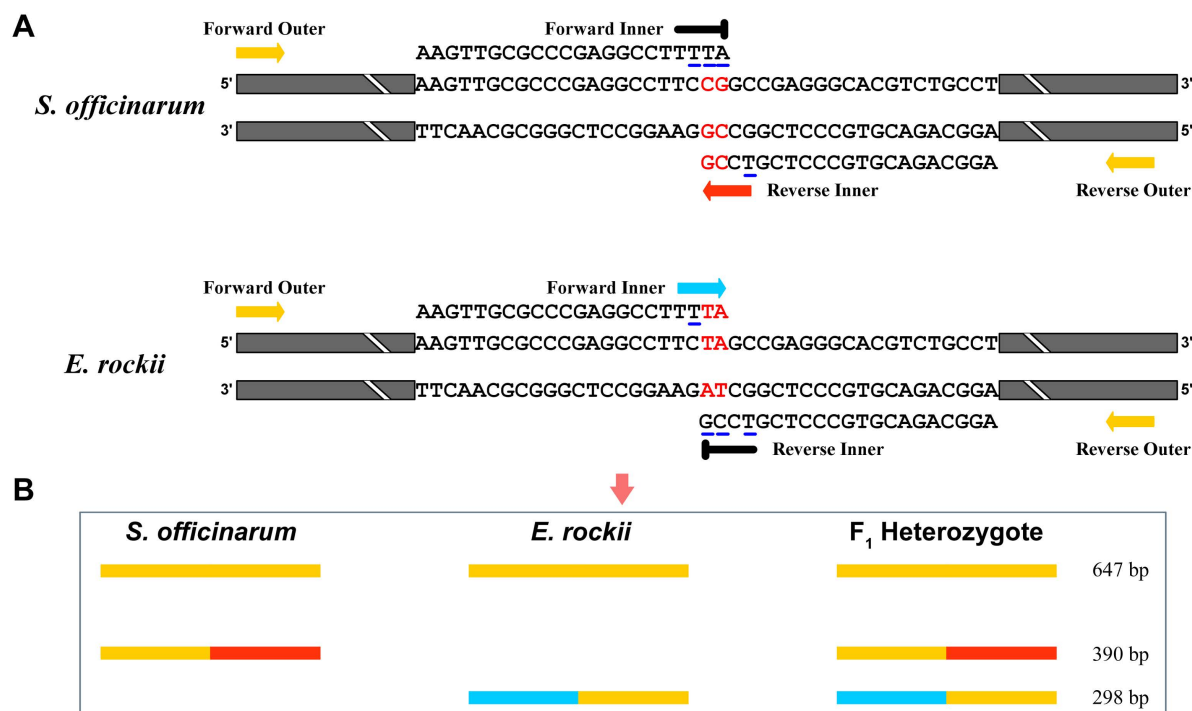 A
Forward Outer
Forward Inner
AAGTTGCGCCCGAGGCCTTTTA
5' AAGTTGCGCCCGAGGCCTTCCGGCCGAGGGCACGTCTGCCT 3'
S. officinarum
3' TTCAACGCGGGCTCCGGAAGGCCGGCTCCCGTGCAGACGGA 5'
GCCTGCTCCCGTGCAGACGGA
Reverse Inner
Reverse Outer
Forward Outer
Forward Inner
AAGTTGCGCCCGAGGCCTTTTA
5' AAGTTGCGCCCGAGGCCTTCTAGCCGAGGGCACGTCTGCCT 3'
E. rockii
3' TTCAACGCGGGCTCCGGAAGATCGGCTCCCGTGCAGACGGA 5'
GCCTGCTCCCGTGCAGACGGA
Reverse Inner
Reverse Outer
B
S. officinarum E. rockii F1 Heterozygote
647 bp
390 bp
298 bp